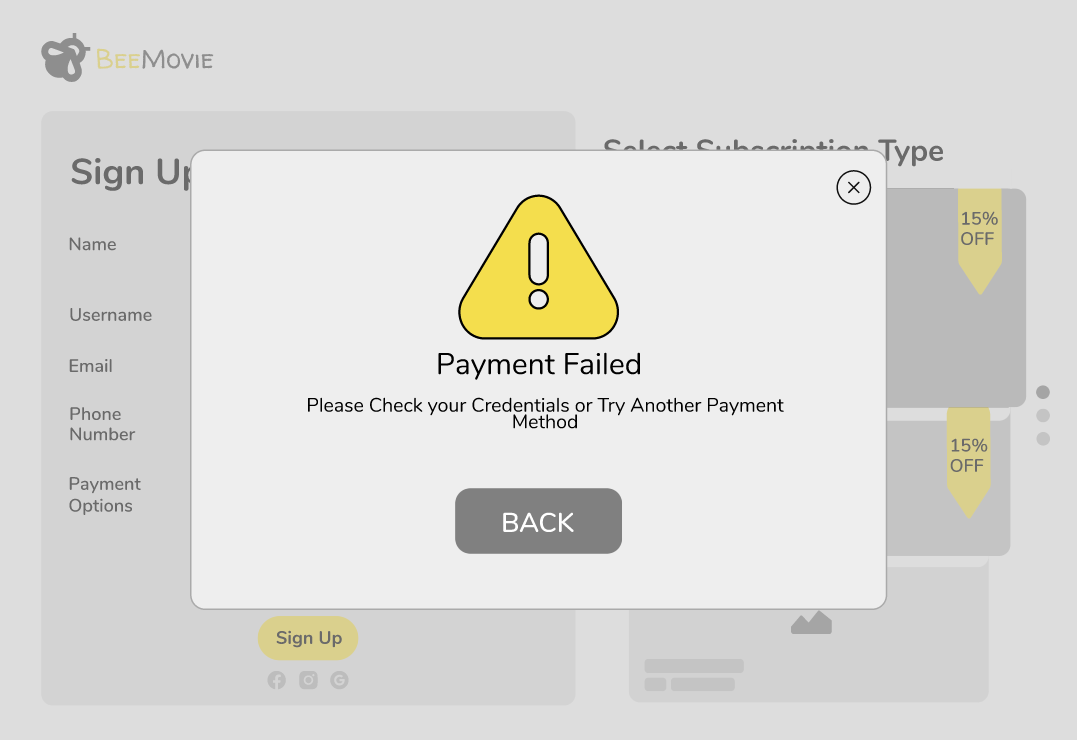 BEEMOVIE
Select Subscription Type
Sign Up
Name
Username
Email
Phone
Number
Payment
Options
15%
OFF
15%
OFF
Payment Failed
Please Check your Credentials or Try Another Payment
Method
BACK
Sign Up